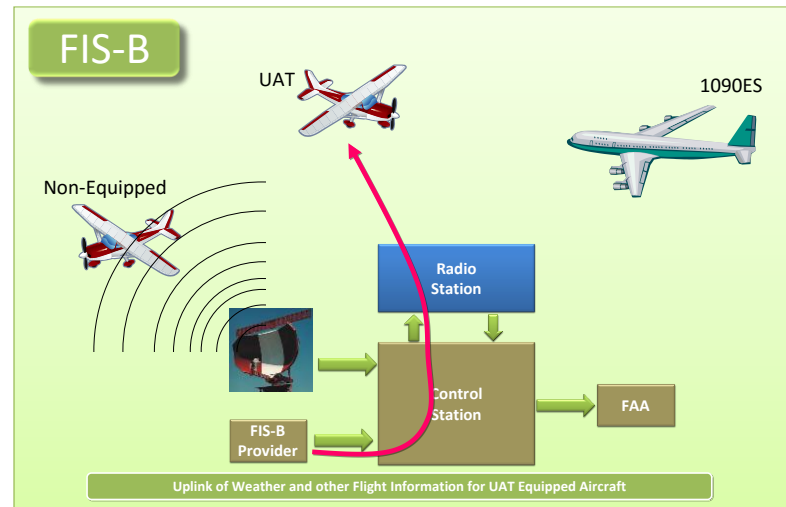 FIS-B
UAT
1090ES
Non-Equipped
Radio
Station
Control
Station
FAA
FIS-B
Provider
Uplink of Weather and other Flight Information for UAT Equipped Aircraft